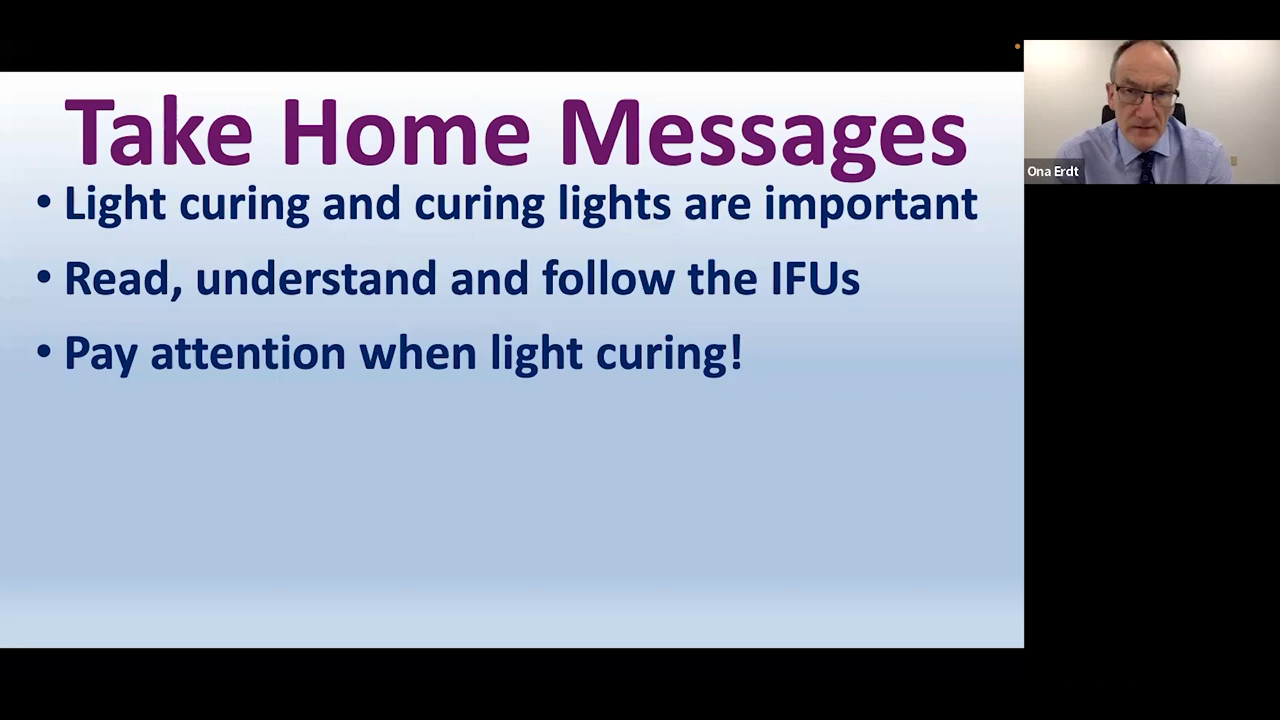 Take Home Messages
• Light curing and curing lights are important
• Read, understand and follow the IFUs
• Pay attention when light curing!
Ona Erdt